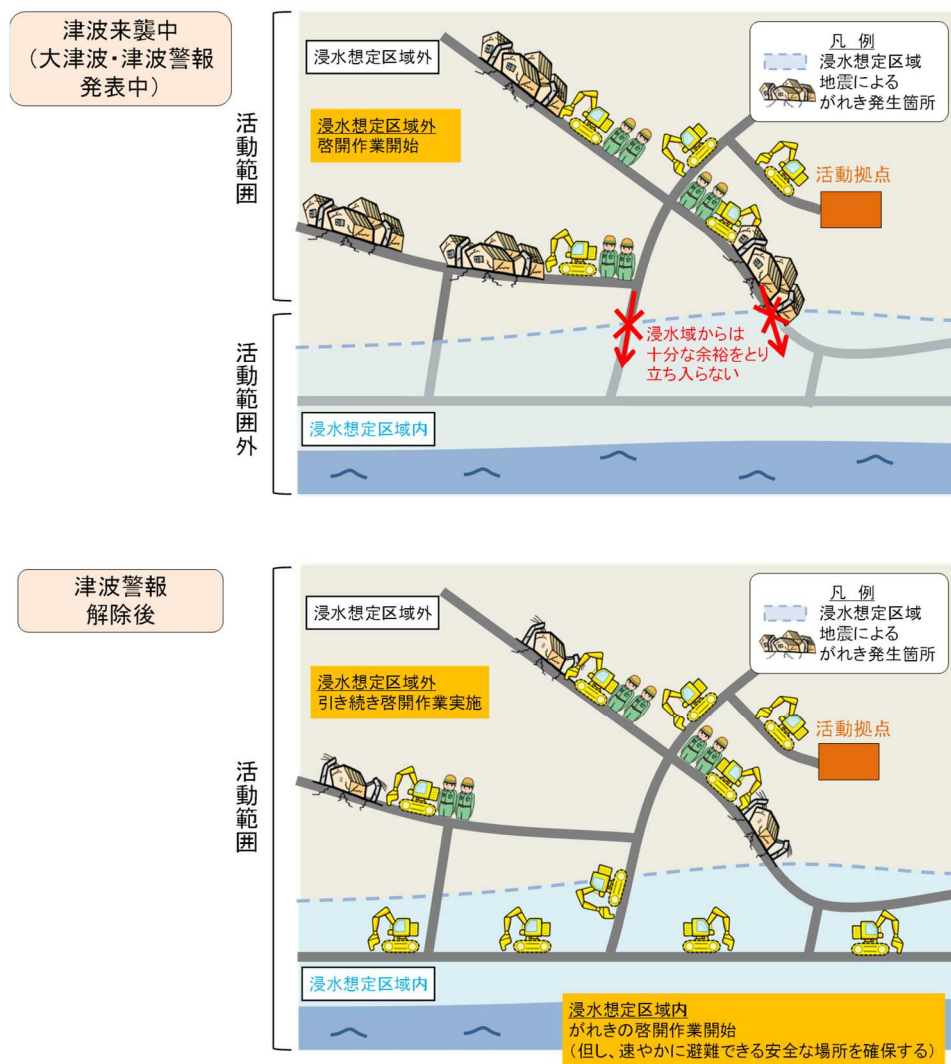 津波来襲中
（大津波・津波警報
発表中）
活動範囲
活動範囲外
浸水想定区域外
浸水想定区域外
啓開作業開始
凡　例
浸水想定区域
地震による
がれき発生箇所
活動拠点
浸水域からは
十分な余裕をとり
立ち入らない
浸水想定区域内
津波警報
解除後
活動範囲
浸水想定区域外
浸水想定区域外
引き続き啓開作業実施
凡　例
浸水想定区域
地震による
がれき発生箇所
活動拠点
浸水想定区域内
浸水想定区域内
がれきの啓開作業開始
（但し、速やかに避難できる安全な場所を確保する）